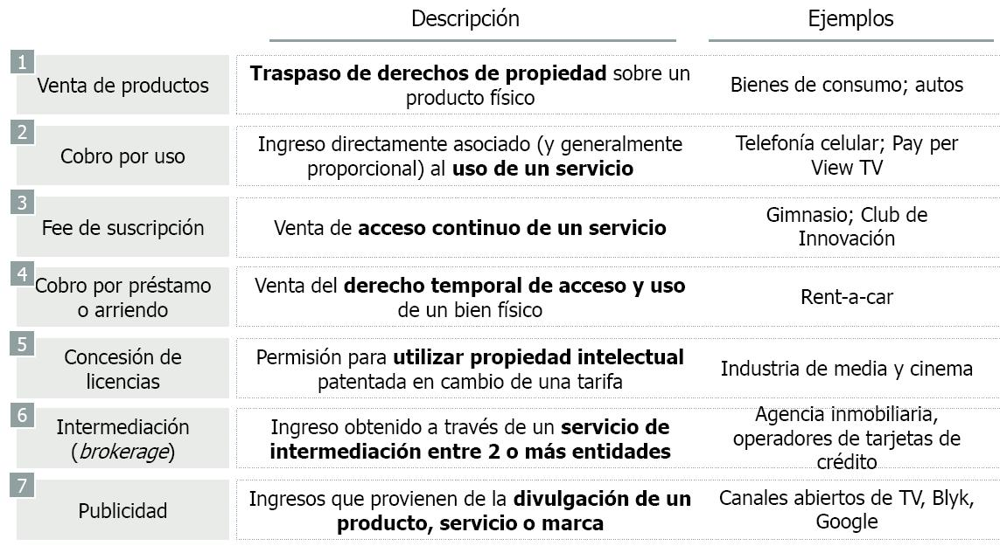 Descripción
Ejemplos
1
Venta de productos
Traspaso de derechos de propiedad sobre un
producto físico
Bienes de consumo; autos
2
Cobro por uso
Ingreso directamente asociado (y generalmente
proporcional) al uso de un servicio
Telefonía celular; Pay per
View TV
3
Fee de suscripción
Venta de acceso continuo de un servicio
Gimnasio; Club de
Innovación
4
Cobro por préstamo
o arriendo
Venta del derecho temporal de acceso y uso
de un bien físico
Rent-a-car
5
Concesión de
licencias
Permisión para utilizar propiedad intelectual
patentada en cambio de una tarifa
Industria de media y cinema
6
Intermediación
(brokerage)
Ingreso obtenido a través de un servicio de
intermediación entre 2 o más entidades
Agencia inmobiliaria,
operadores de tarjetas de
crédito
7
Publicidad
Ingresos que provienen de la divulgación de un
producto, servicio o marca
Canales abiertos de TV, Blyk,
Google